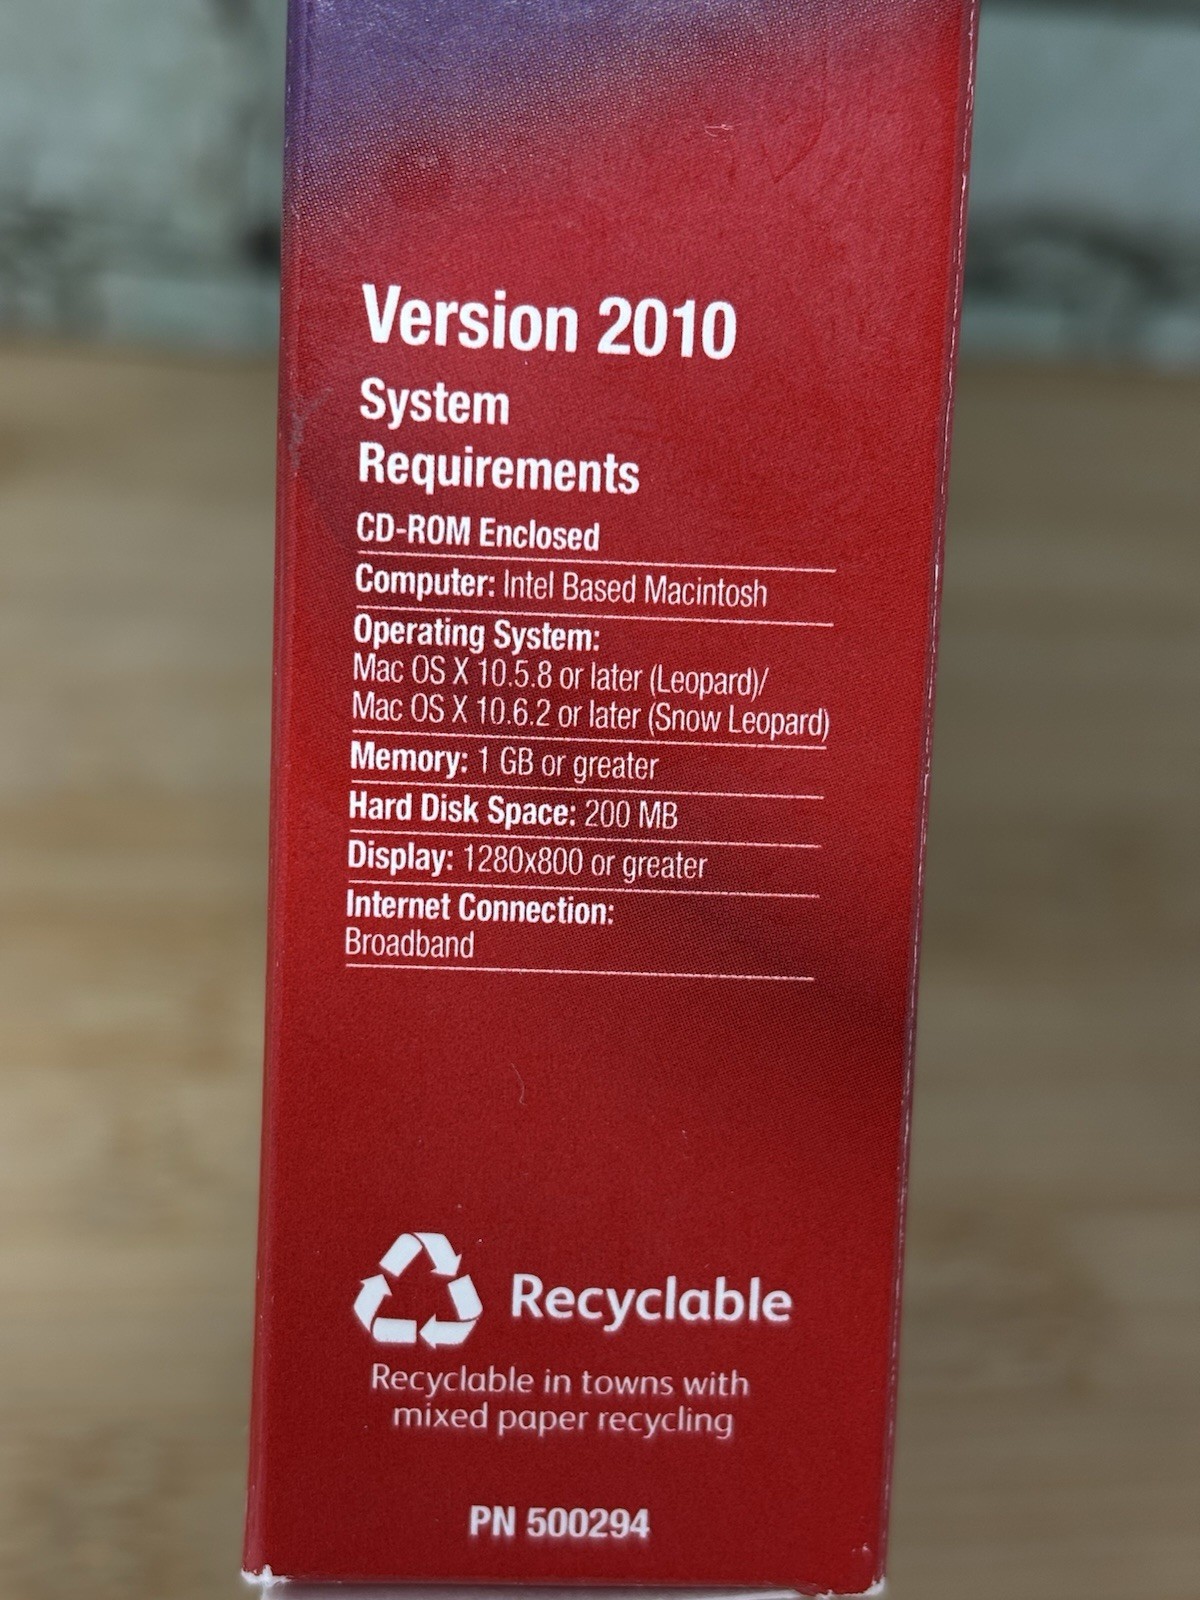 Version 2010
System
Requirements
CD-ROM Enclosed
Computer: Intel Based Macintosh
Operating System:
Mac OS X 10.5.8 or later (Leopard)/
Mac OS X 10.6.2 or later (Snow Leopard)
Memory: 1 GB or greater
Hard Disk Space: 200 MB
Display: 1280x800 or greater
Internet Connection:
Broadband
Recyclable
Recyclable in towns with
mixed paper recycling
PN 500294